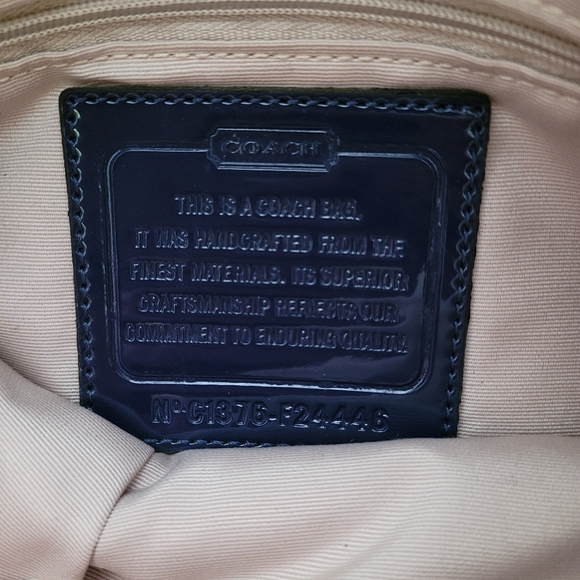 COACH
THIS IS A COACH BAG.
IT WAS HANDCRAFTED FROM THE
FINEST MATERIALS. ITS SUPERIOR
CRAFTSMANSHIP REFLECTS OUR
COMMITMENT TO ENDURING QUALITY.
Nº C1376-F24446